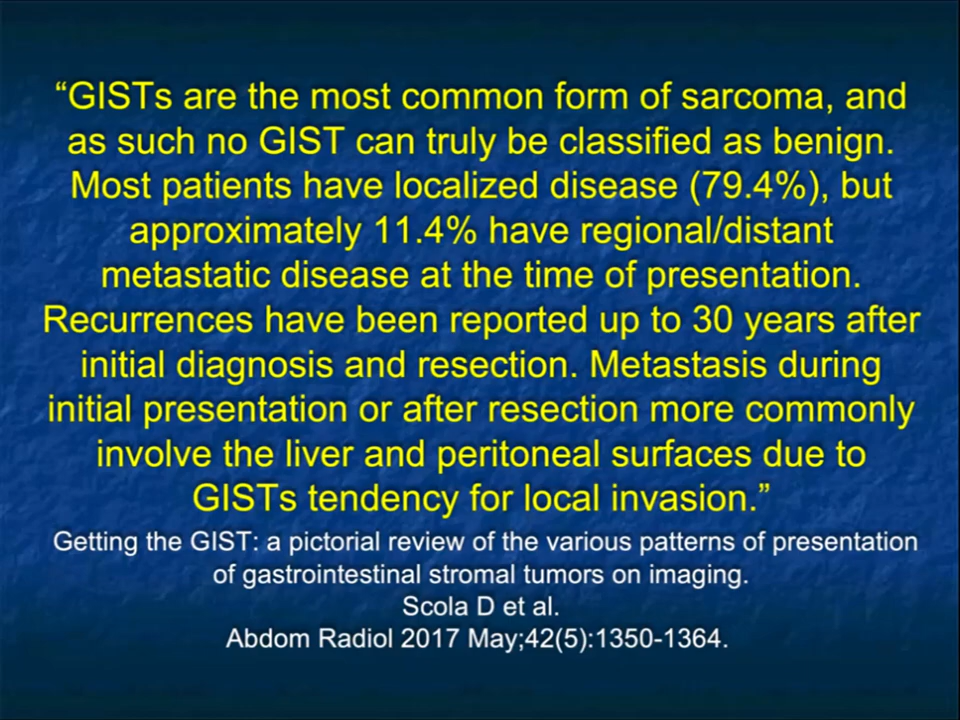 “GISTs are the most common form of sarcoma, and
as such no GIST can truly be classified as benign.
Most patients have localized disease (79.4%), but
approximately 11.4% have regional/distant
metastatic disease at the time of presentation.
Recurrences have been reported up to 30 years after
initial diagnosis and resection. Metastasis during
initial presentation or after resection more commonly
involve the liver and peritoneal surfaces due to
GISTs tendency for local invasion.”
Getting the GIST: a pictorial review of the various patterns of presentation
of gastrointestinal stromal tumors on imaging.
Scola D et al.
Abdom Radiol 2017 May;42(5):1350-1364.